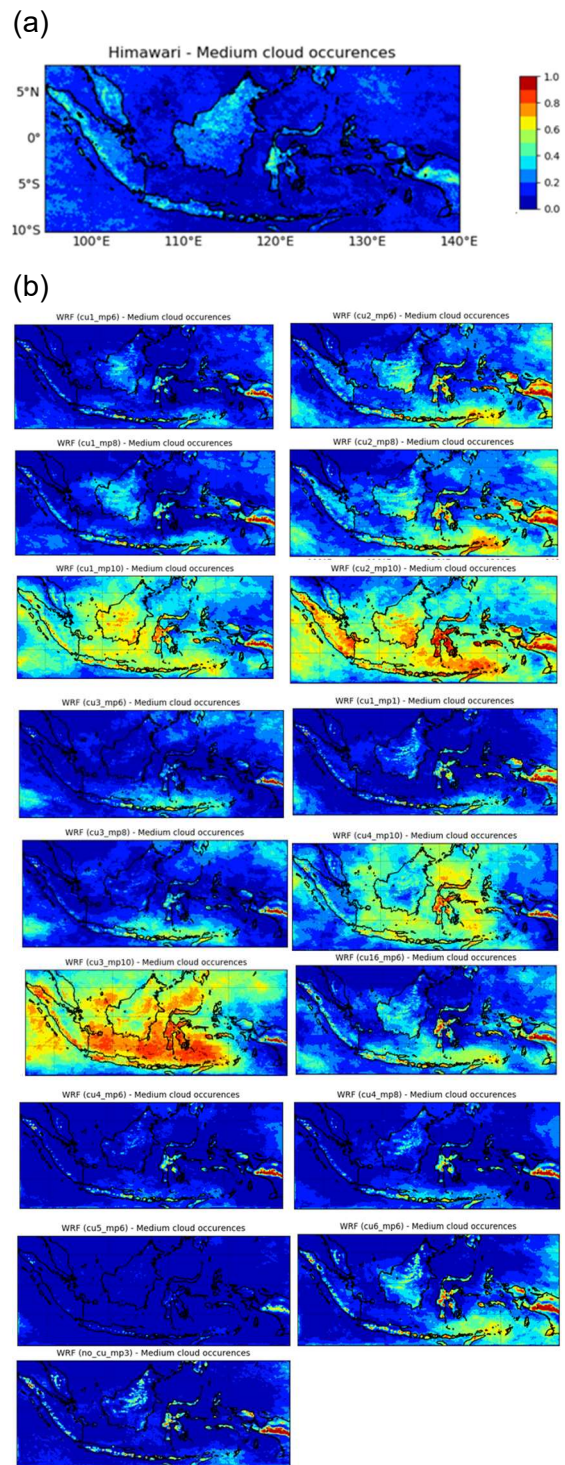 (a)
Himawari - Medium cloud occurences
5°N
0°
5°S
10°S
100°E 110°E 120°E 130°E 140°E
1.0
0.8
0.6
0.4
0.2
0.0
(b)
WRF (cu1_mp6) - Medium cloud occurences
WRF (cu2_mp6) - Medium cloud occurences
WRF (cu1_mp8) - Medium cloud occurences
WRF (cu2_mp8) - Medium cloud occurences
WRF (cu1_mp10) - Medium cloud occurences
WRF (cu2_mp10) - Medium cloud occurences
WRF (cu3_mp6) - Medium cloud occurences
WRF (cu1_mp1) - Medium cloud occurences
WRF (cu3_mp8) - Medium cloud occurences
WRF (cu4_mp10) - Medium cloud occurences
WRF (cu3_mp10) - Medium cloud occurences
WRF (cu16_mp6) - Medium cloud occurences
WRF (cu4_mp6) - Medium cloud occurences
WRF (cu4_mp8) - Medium cloud occurences
WRF (cu5_mp6) - Medium cloud occurences
WRF (cu6_mp6) - Medium cloud occurences
WRF (no_cu_mp3) - Medium cloud occurences